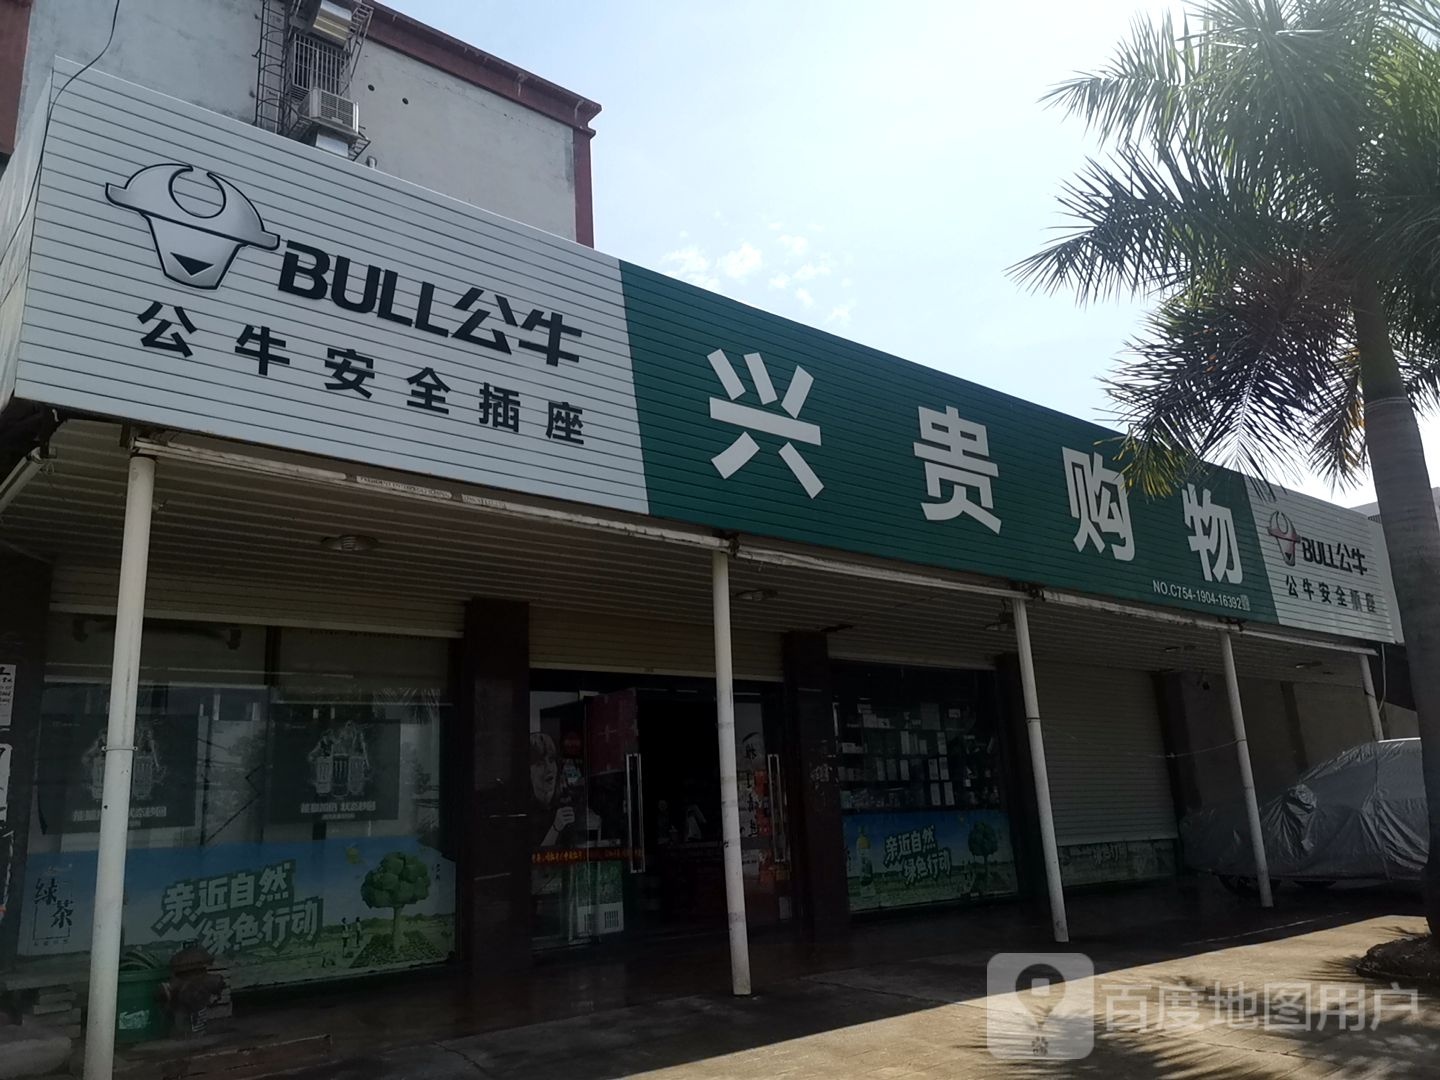 BULL公牛
公牛安全插座
兴贵购物
NO.C754-1904-16392
BULL公牛
公牛安全插座
亲近自然
绿色行动
绿茶
亲近自然
绿色行动
百度地图用户